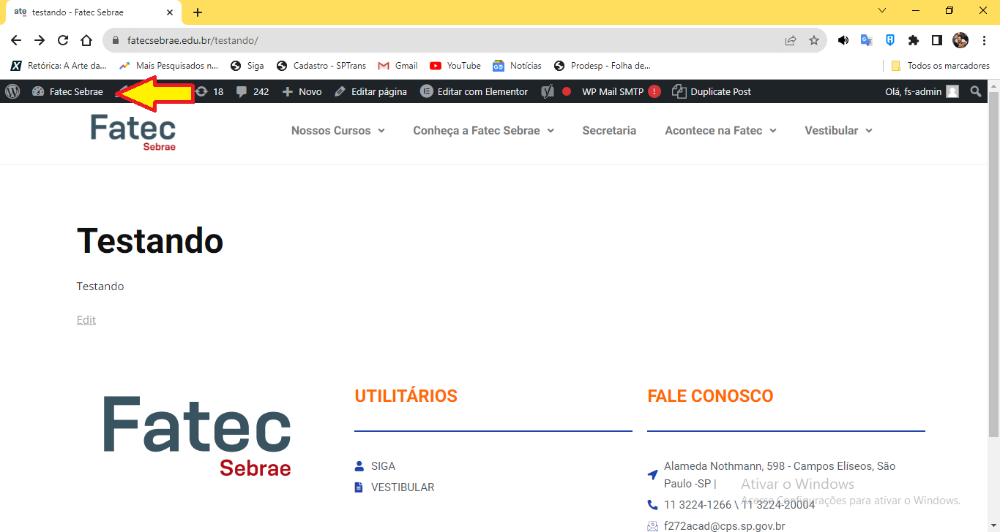 testando - Fatec Sebrae
fatecsebrae.edu.br/testando/
Retórica: A Arte da... Mais Pesquisados n... Siga Cadastro - SPTrans Gmail YouTube Notícias Prodesp - Folha de... Todos os marcadores
Fatec Sebrae 18 242 Novo Editar página Editar com Elementor WP Mail SMTP ! Duplicate Post Olá, fs-admin
Fatec
Sebrae
Nossos Cursos Conheça a Fatec Sebrae Secretaria Acontece na Fatec Vestibular
Testando
Testando
Edit
Fatec
Sebrae
UTILITÁRIOS
SIGA
VESTIBULAR
FALE CONOSCO
Alameda Nothmann, 598 - Campos Elíseos, São
Paulo -SP |
11 3224-1266 \ 11 3224-20004
f272acad@cps.sp.gov.br
Ativar o Windows
Acesse Configurações para ativar o Windows.